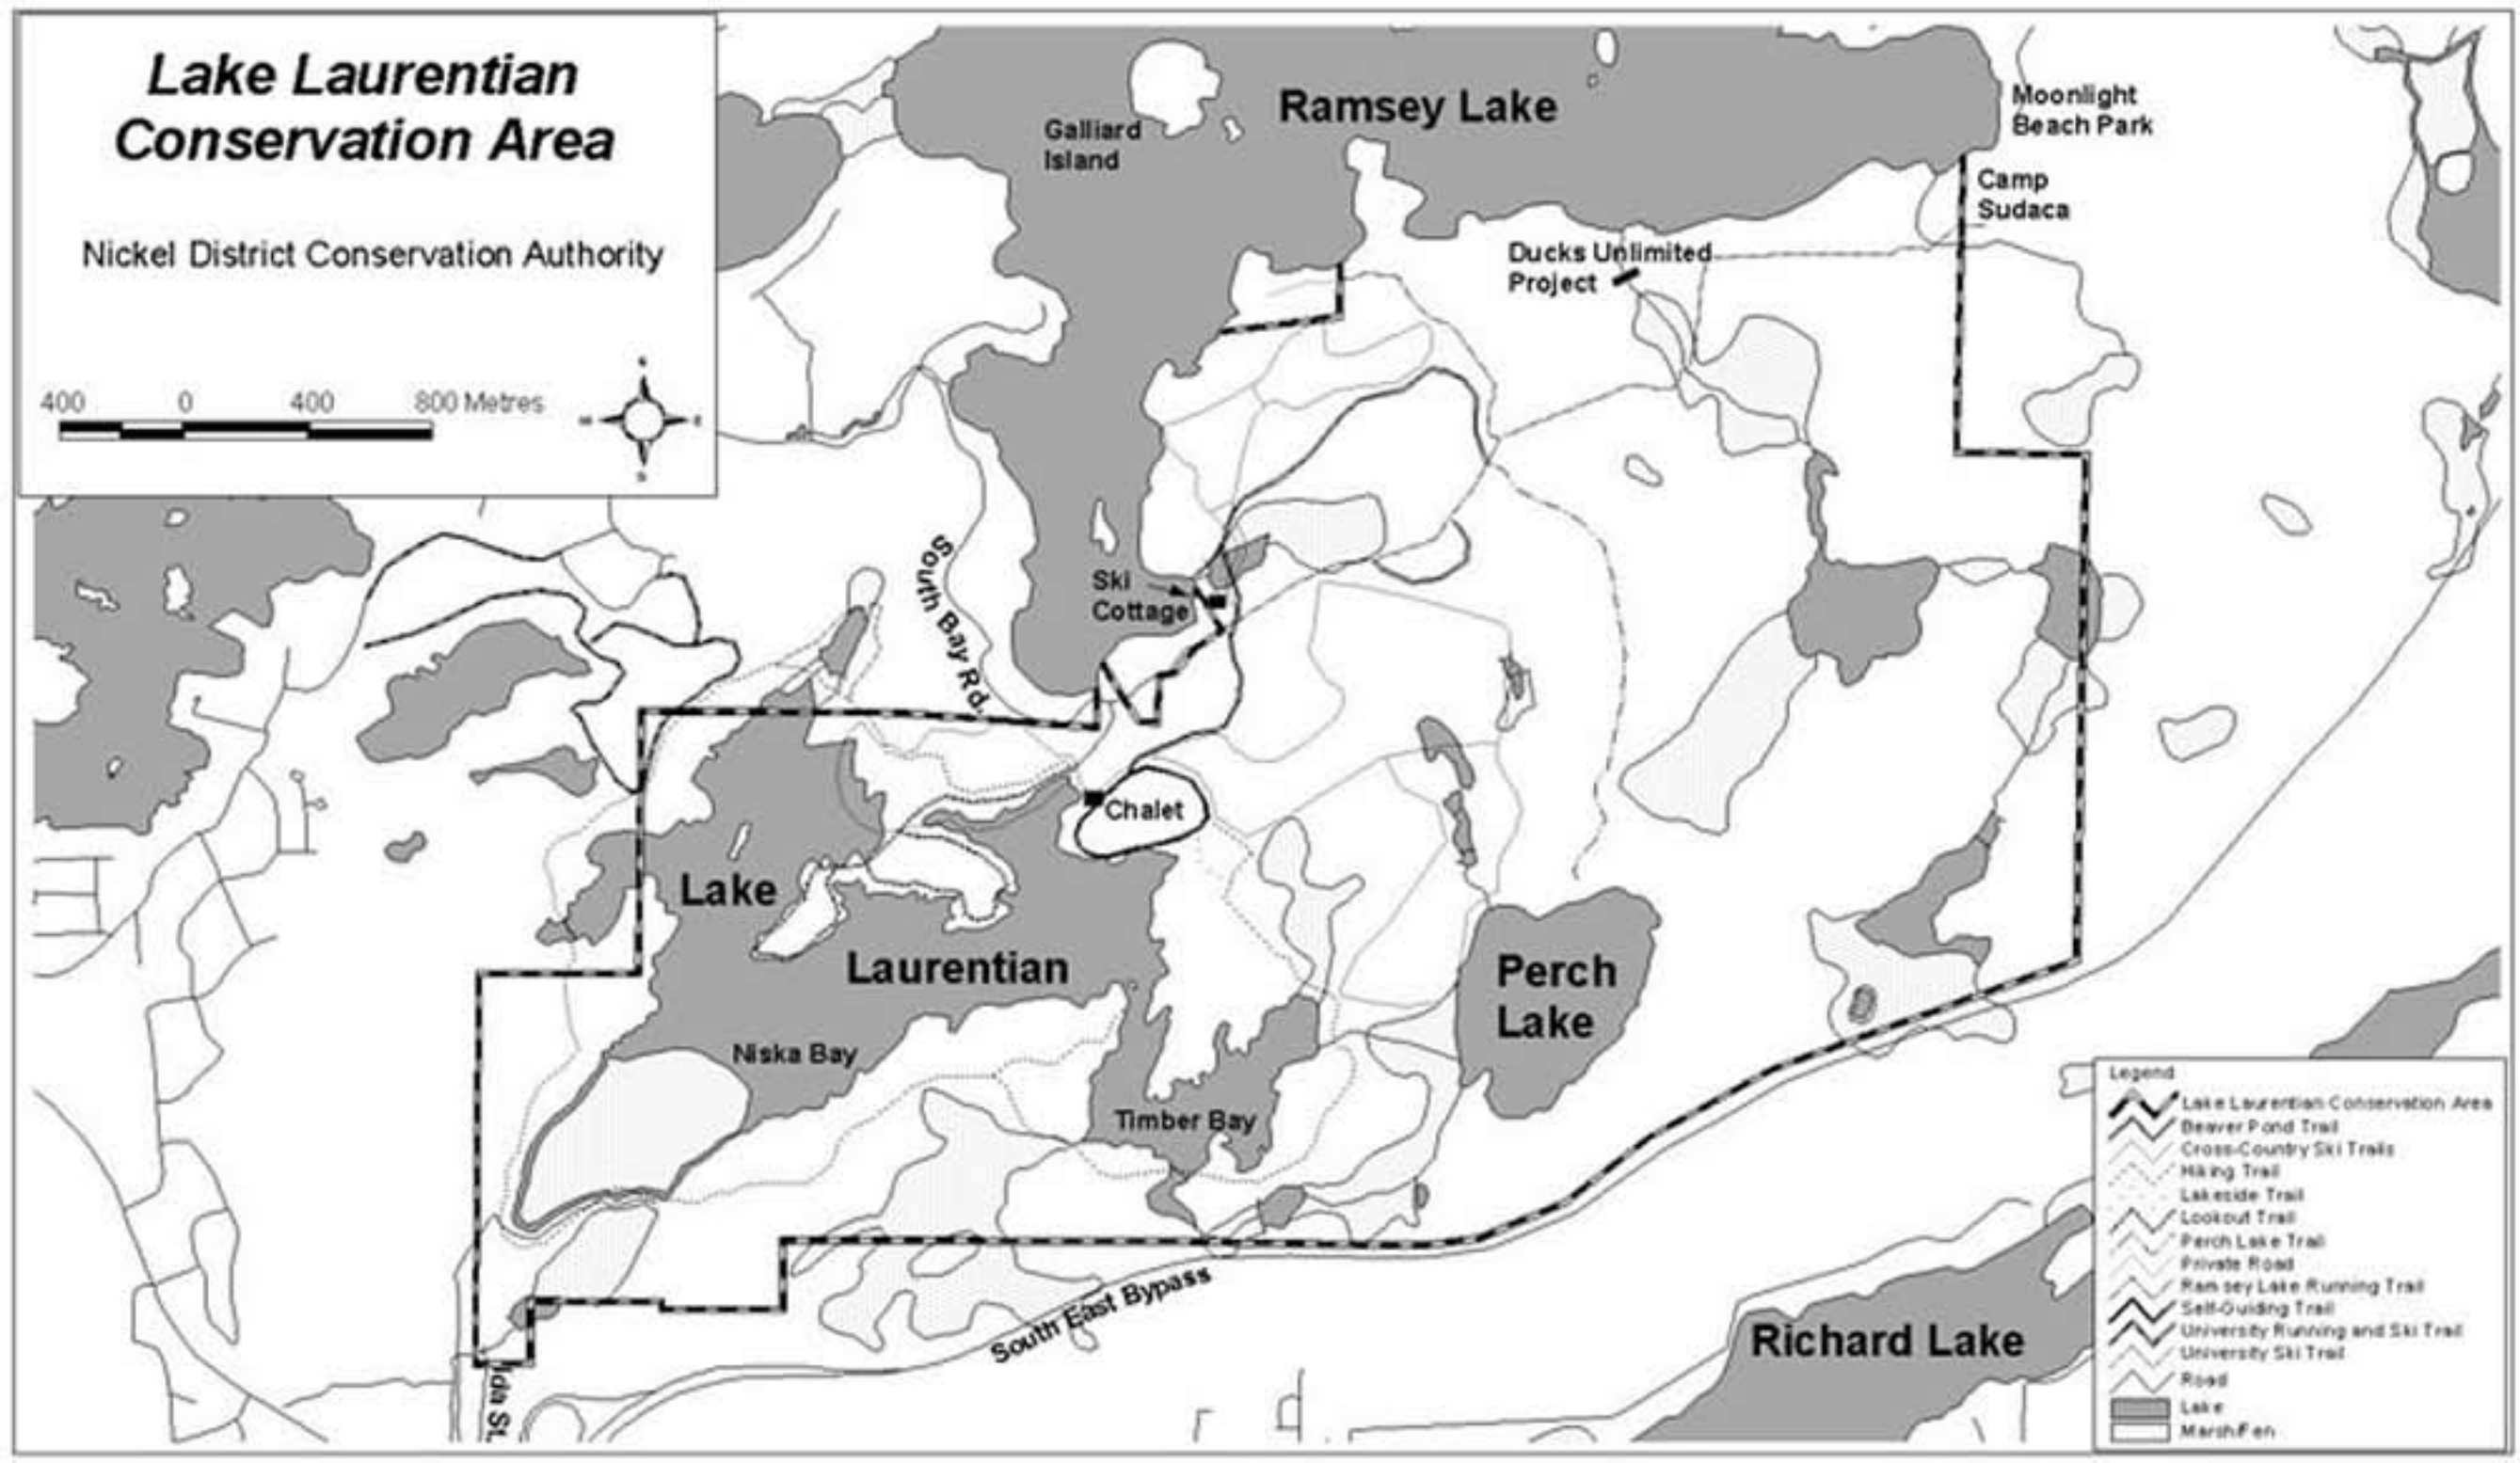 Lake Laurentian
Conservation Area
Nickel District Conservation Authority
400 0 400 800 Metres
N
W E
S
Ramsey Lake
Galliard
Island
Moonlight
Beach Park
Camp
Sudaca
Ducks Unlimited
Project
South Bay Rd.
Ski
Cottage
Chalet
Lake
Laurentian
Perch
Lake
Niska Bay
Timber Bay
South East Bypass
Richard Lake
Ida St.
Legend
Lake Laurentian Conservation Area
Beaver Pond Trail
Cross-Country Ski Trails
Hiking Trail
Lakeside Trail
Lookout Trail
Perch Lake Trail
Private Road
Ramsey Lake Running Trail
Self-Guiding Trail
University Running and Ski Trail
University Ski Trail
Road
Lake
Marsh/Fen